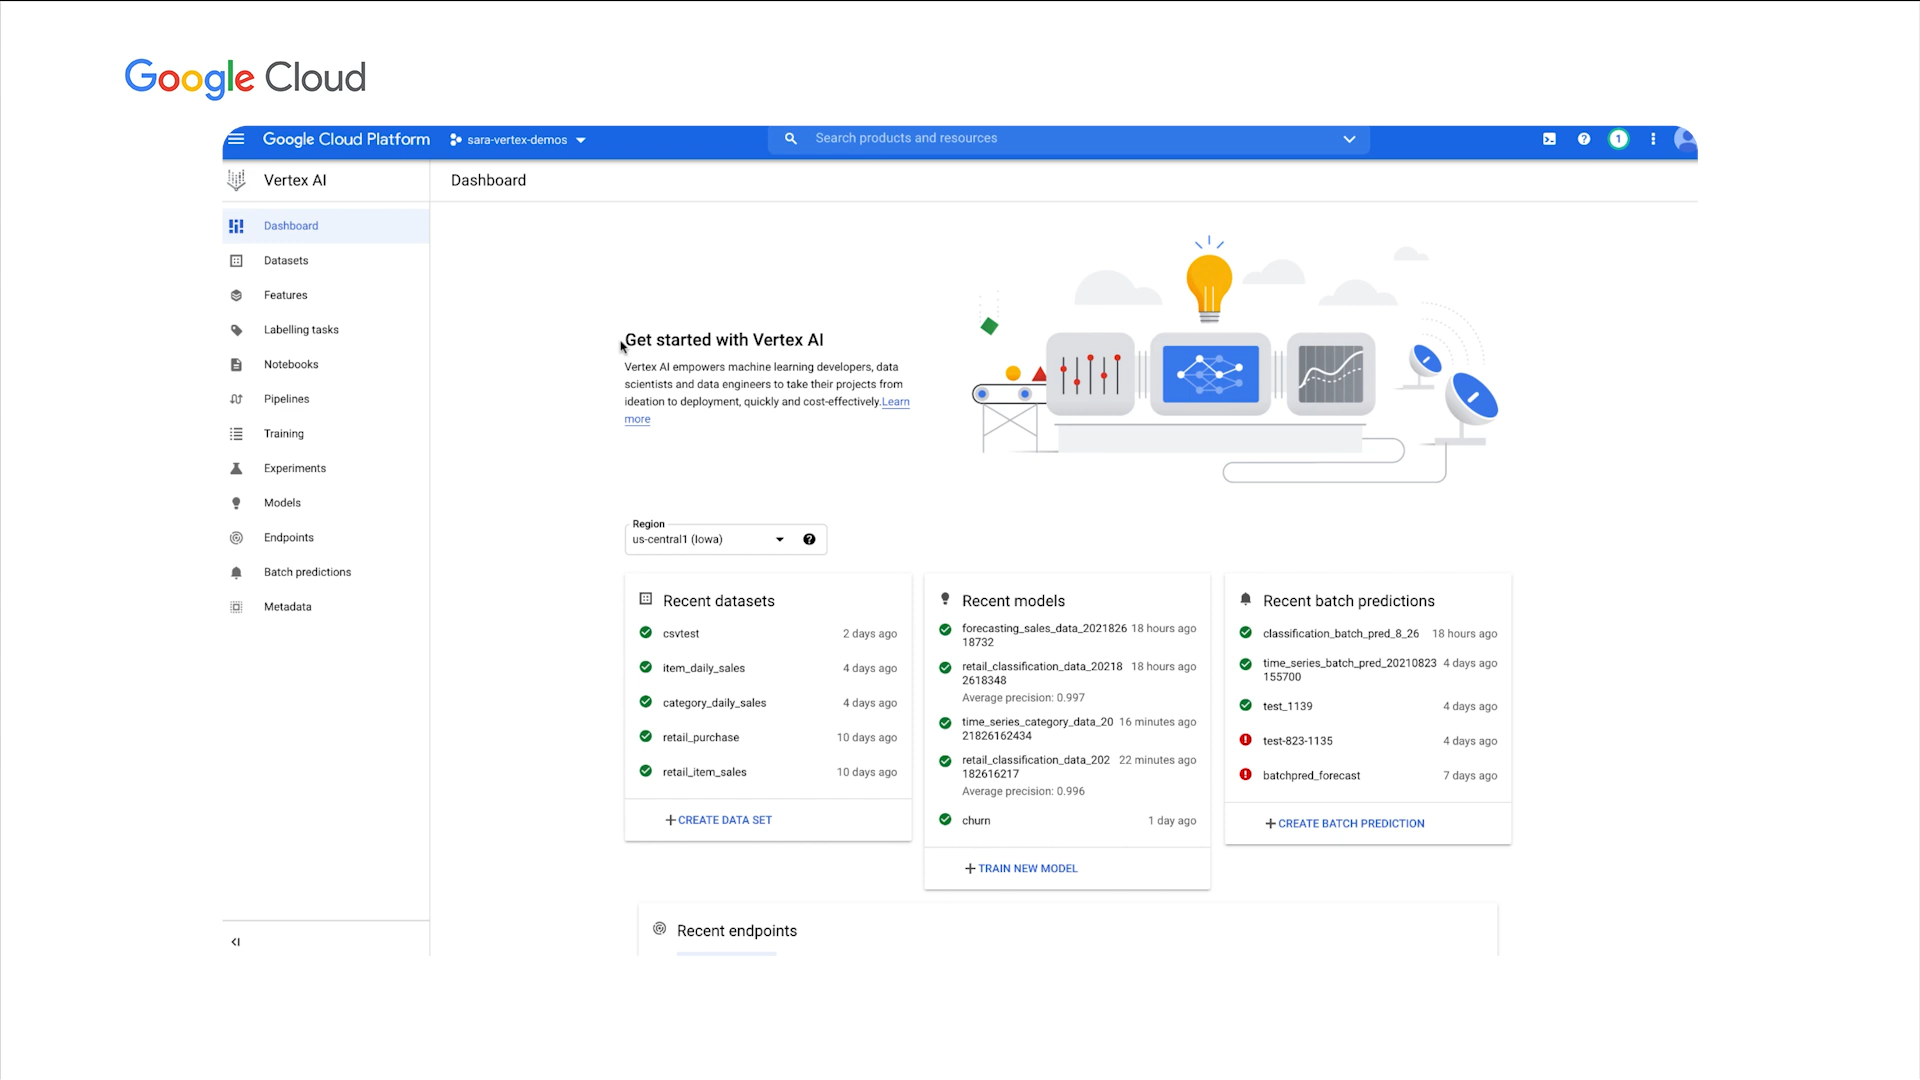 Google Cloud
Google Cloud Platform
sara-vertex-demos
Search products and resources
1
Vertex AI
Dashboard
Dashboard
Datasets
Features
Labelling tasks
Notebooks
Pipelines
Training
Experiments
Models
Endpoints
Batch predictions
Metadata
Get started with Vertex AI
Vertex AI empowers machine learning developers, data
scientists and data engineers to take their projects from
ideation to deployment, quickly and cost-effectively.Learn
more
Region
us-central1 (Iowa)
Recent datasets
csvtest 2 days ago
item_daily_sales 4 days ago
category_daily_sales 4 days ago
retail_purchase 10 days ago
retail_item_sales 10 days ago
CREATE DATA SET
Recent models
forecasting_sales_data_2021826 18 hours ago
18732
retail_classification_data_20218 18 hours ago
2618348
Average precision: 0.997
time_series_category_data_20 16 minutes ago
21826162434
retail_classification_data_202 22 minutes ago
182616217
Average precision: 0.996
churn 1 day ago
TRAIN NEW MODEL
Recent batch predictions
classification_batch_pred_8_26 18 hours ago
time_series_batch_pred_20210823 4 days ago
155700
test_1139 4 days ago
test-823-1135 4 days ago
batchpred_forecast 7 days ago
CREATE BATCH PREDICTION
Recent endpoints